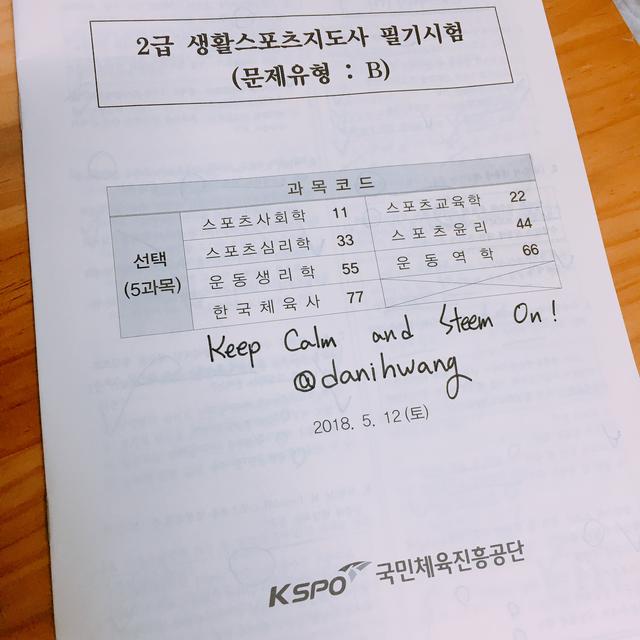 2급 생활스포츠지도사 필기시험
(문제유형 : B)
과목코드
선택
(5과목)
스포츠사회학 11 스포츠교육학 22
스포츠심리학 33 스포츠윤리 44
운동생리학 55 운동역학 66
한국체육사 77
Keep Calm and Steem On!
@danihwang
2018. 5. 12(토)
KSPO 국민체육진흥공단